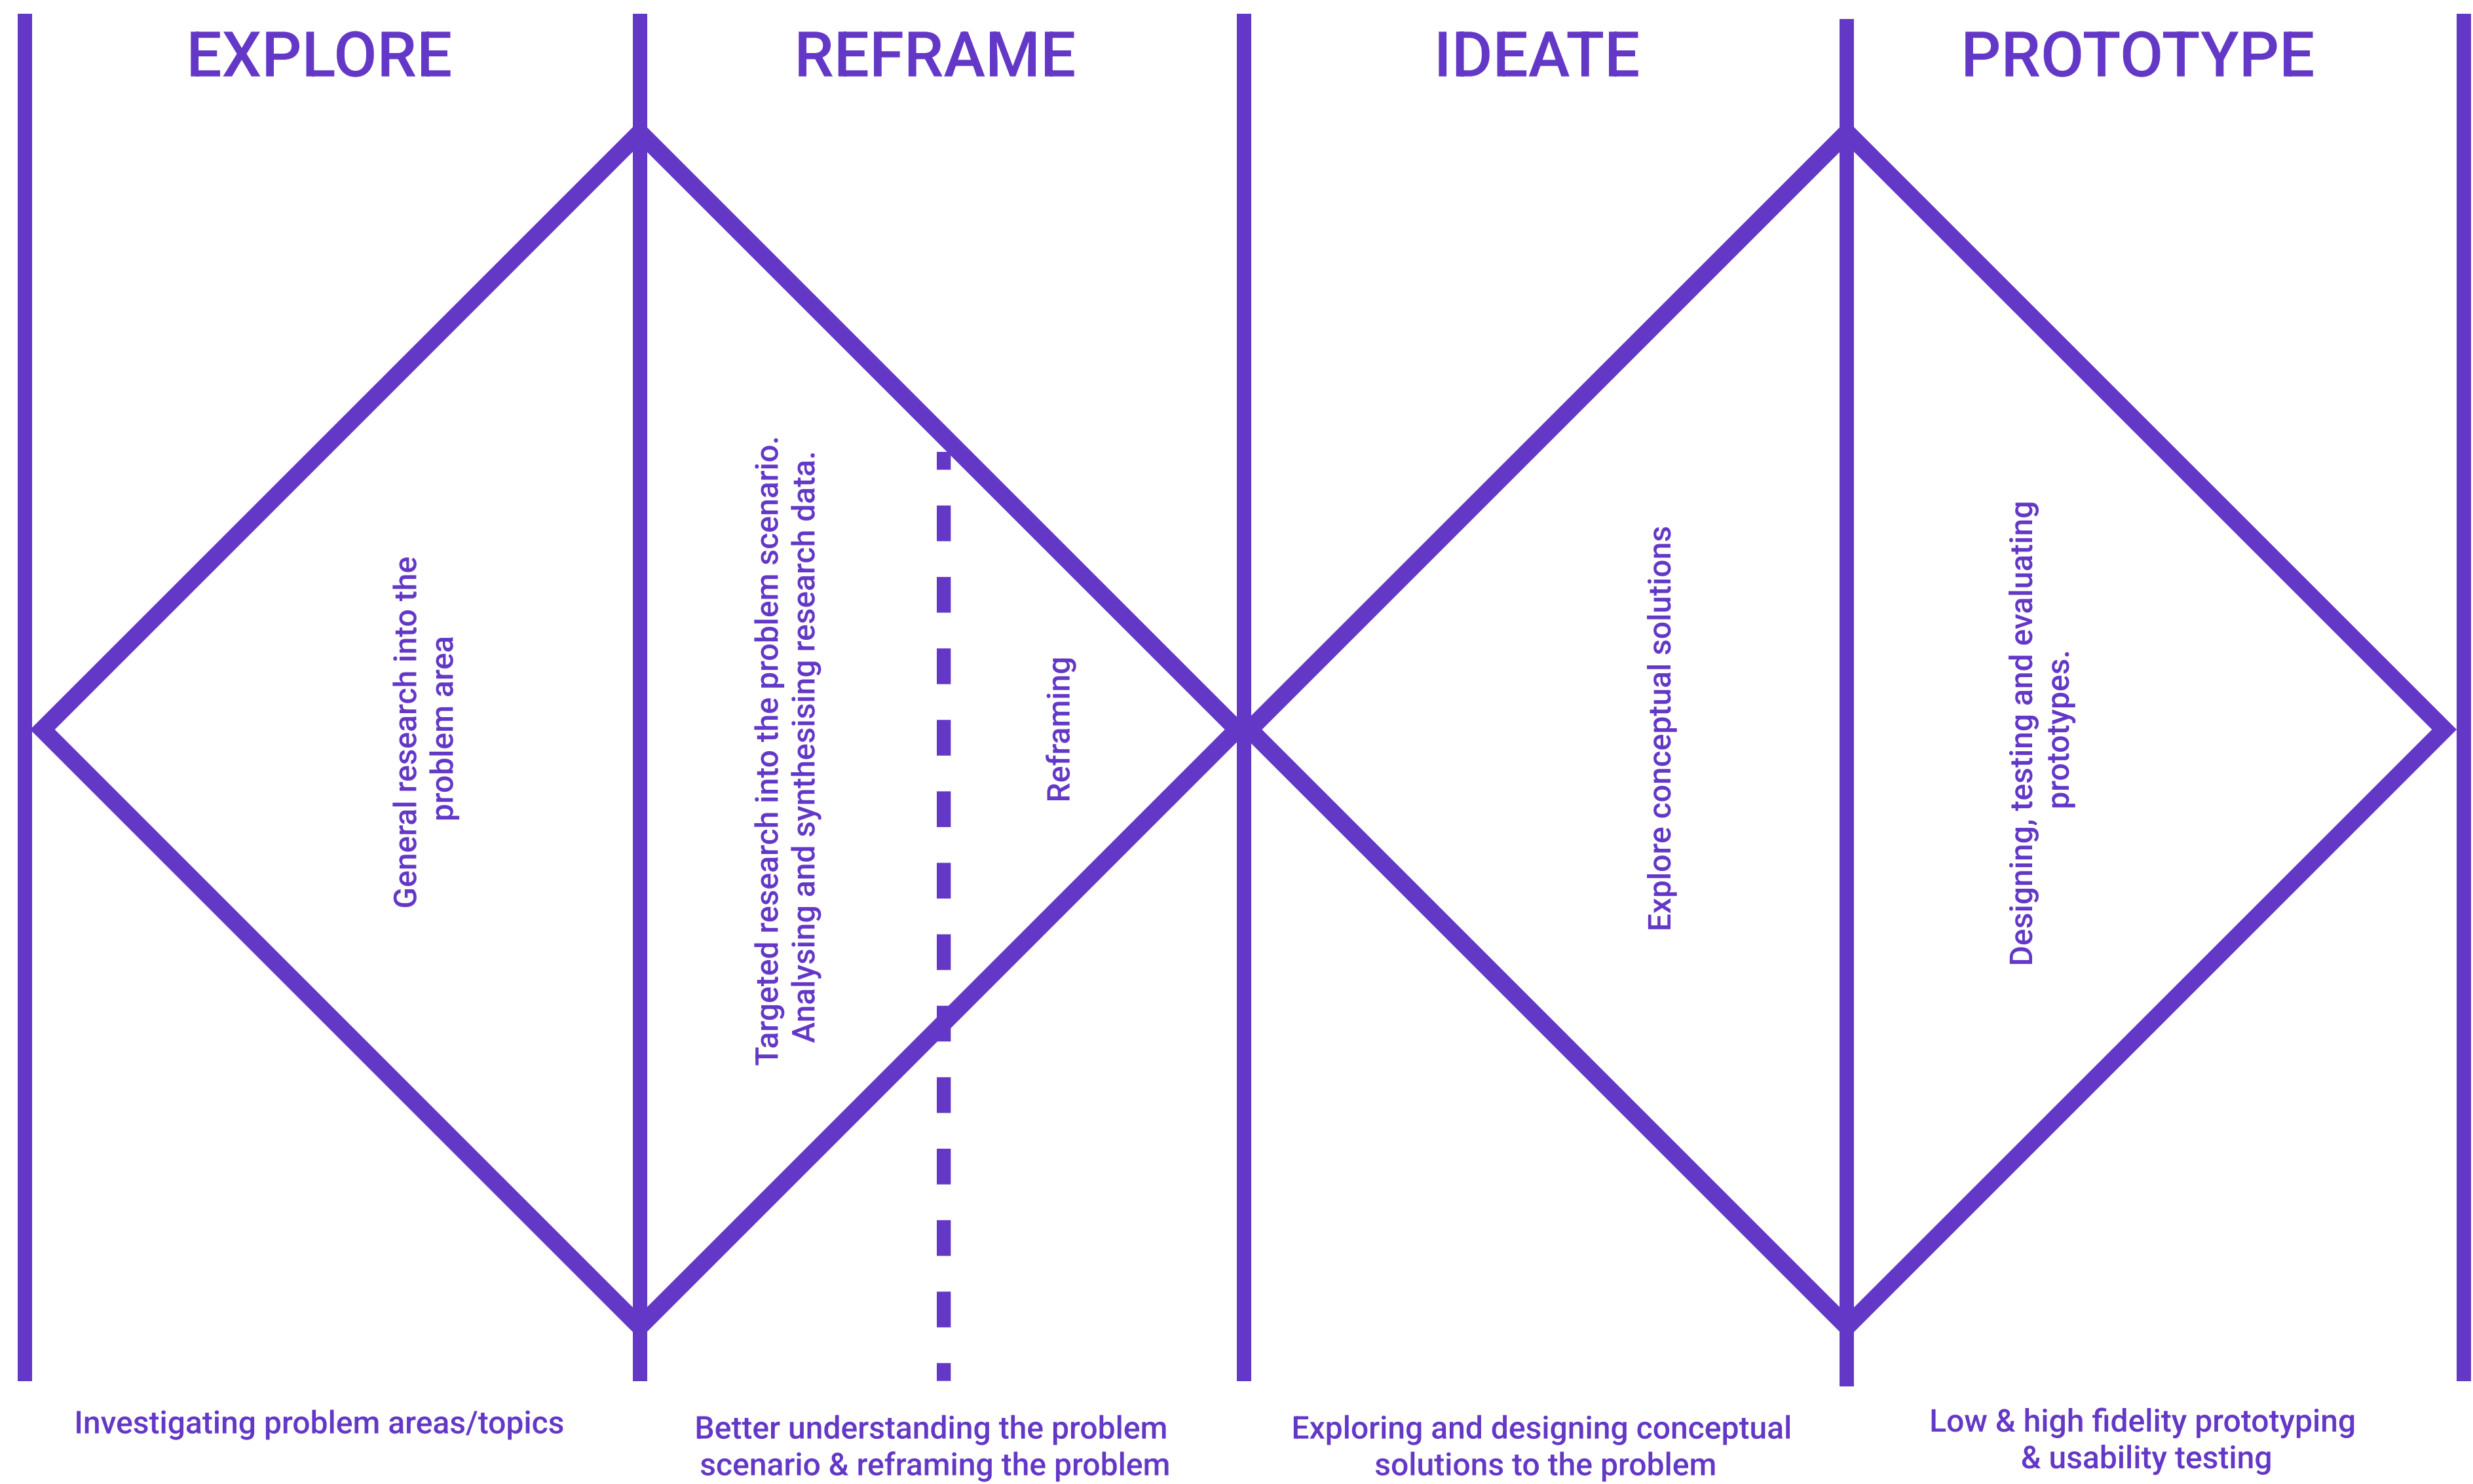 EXPLORE
REFRAME
IDEATE
PROTOTYPE
General research into the
problem area
Targeted research into the problem scenario.
Analysing and synthesising research data.
Reframing
Explore conceptual solutions
Designing, testing and evaluating
prototypes.
Investigating problem areas/topics
Better understanding the problem
scenario & reframing the problem
Exploring and designing conceptual
solutions to the problem
Low & high fidelity prototyping
& usability testing